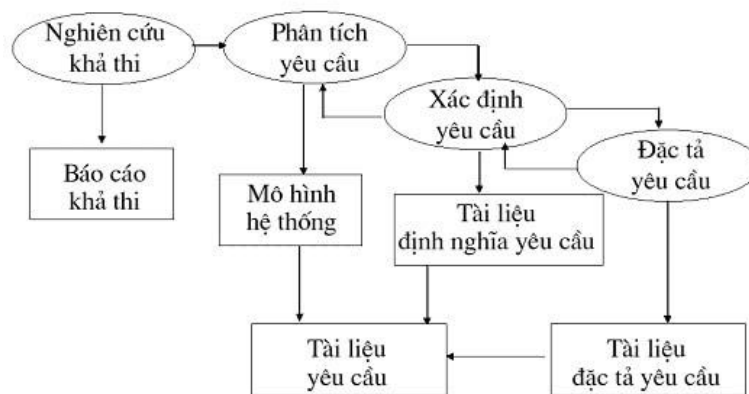 Nghiên cứu
khả thi
Phân tích
yêu cầu
Xác định
yêu cầu
Đặc tả
yêu cầu
Báo cáo
khả thi
Mô hình
hệ thống
Tài liệu
định nghĩa yêu cầu
Tài liệu
yêu cầu
Tài liệu
đặc tả yêu cầu